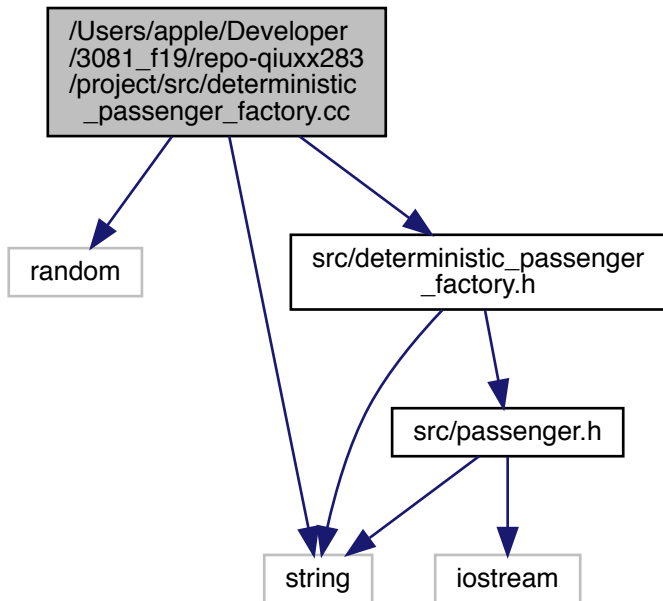 /Users/apple/Developer
/3081_f19/repo-qiuxx283
/project/src/deterministic
_passenger_factory.cc
random
src/deterministic_passenger
_factory.h
src/passenger.h
string
iostream